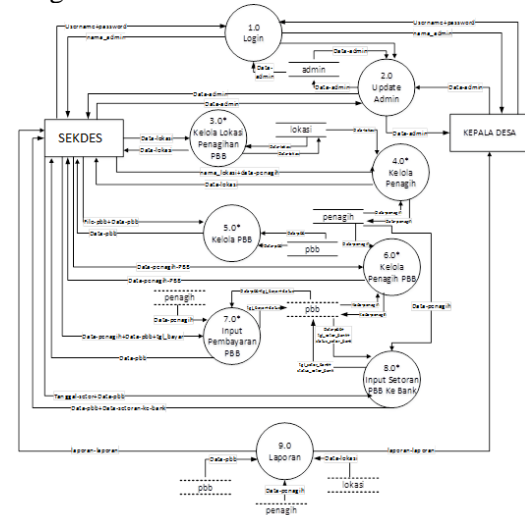 Username+password
Username+password
name_admin
name_admin
1.0
Login
Data-admin
Data-admin
admin
Data-admin
2.0
Update
Admin
Data-admin
Data-admin
Data-admin
Data-admin
SEKDES
KEPALA DESA
3.0*
Kelola Lokasi
Penagihan
PBB
Data-lokasi
Data-lokasi
lokasi
4.0*
Kelola
Penagih
name_lokasi+data-penagih
Data-lokasi
File-pbb+Data-pbb
Data-pbb
5.0*
Kelola PBB
penagih
pbb
6.0*
Kelola
Penagih PBB
Data-penagih-PBB
Data-penagih-PBB
Data-penagih
penagih
Data-penagih
7.0*
Input
Pembayaran
PBB
pbb
Data-penagih+Data-pbb+tgl_bayar
Data-pbb
8.0*
Input Setoran
PBB Ke Bank
Tanggal-setor+Data-pbb
Data-pbb+Data-setoran-ke-bank
9.0
Laporan
laporan-laporan
laporan-laporan
Data-pbb
Data-lokasi
Data-penagih
pbb
lokasi
penagih